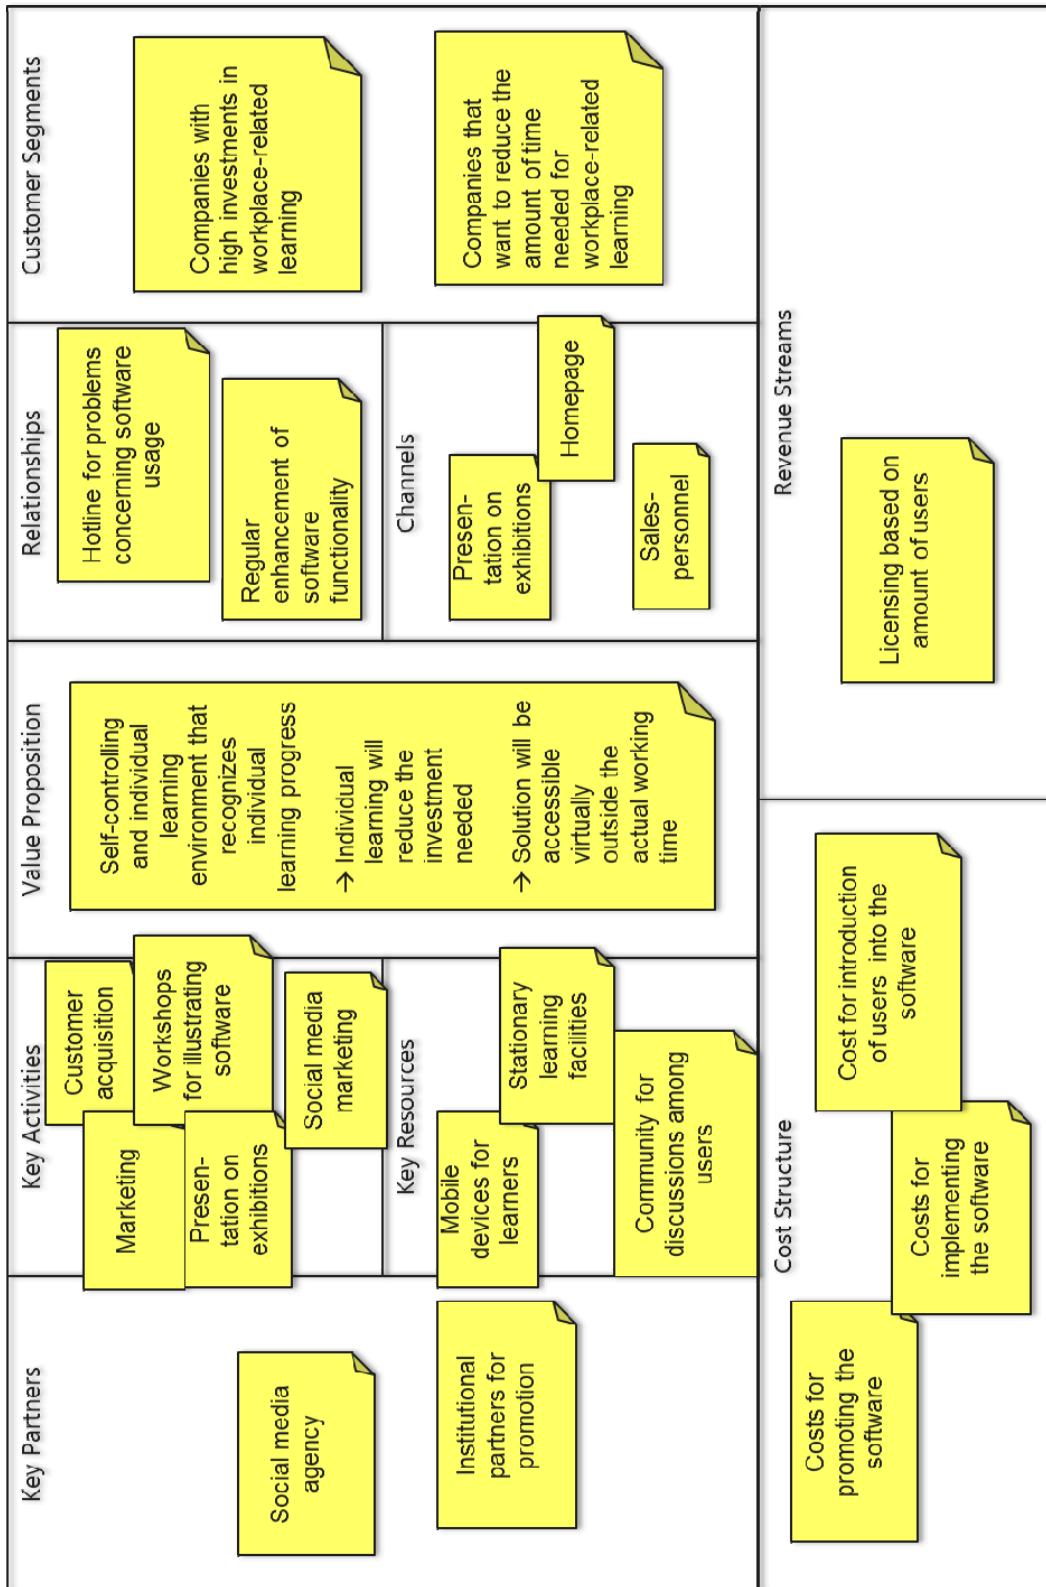 Key Partners
Social media
agency
Institutional
partners for
promotion
Key Activities
Customer
acquisition
Marketing
Workshops
for illustrating
software
Presen-
tation on
exhibitions
Social media
marketing
Key Resources
Mobile
devices for
learners
Stationary
learning
facilities
Community for
discussions among
users
Value Proposition
Self-controlling
and individual
learning
environment that
recognizes
individual
learning progress
→ Individual
learning will
reduce the
investment
needed
→ Solution will be
accessible
virtually
outside the
actual working
time
Relationships
Hotline for problems
concerning software
usage
Regular
enhancement of
software
functionality
Channels
Presen-
tation on
exhibitions
Homepage
Sales-
personnel
Customer Segments
Companies with
high investments in
workplace-related
learning
Companies that
want to reduce the
amount of time
needed for
workplace-related
learning
Cost Structure
Costs for
promoting the
software
Costs for
implementing
the software
Cost for introduction
of users into the
software
Revenue Streams
Licensing based on
amount of users